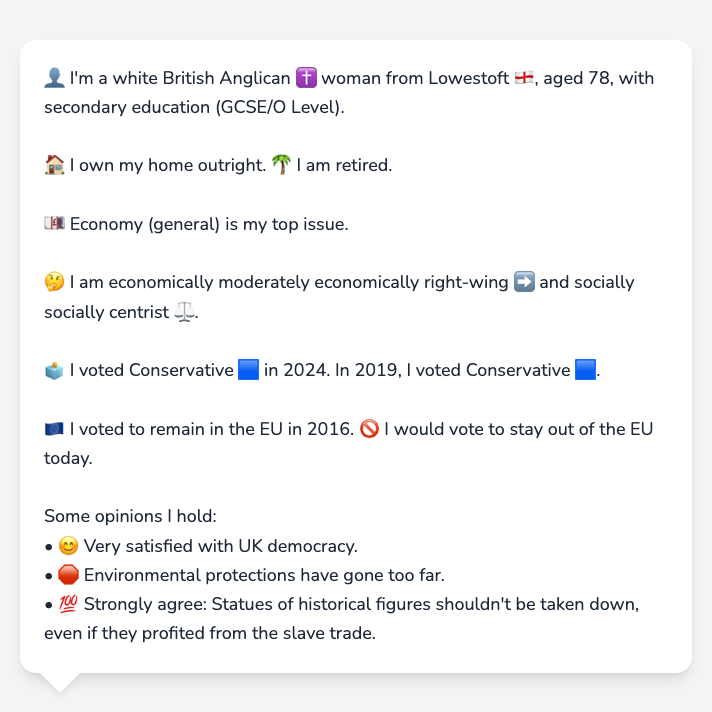 👤 I'm a white British Anglican ✝️ woman from Lowestoft 🏴󠁧󠁢󠁥󠁮󠁧󠁿, aged 78, with
secondary education (GCSE/O Level).
🏠 I own my home outright. 🌴 I am retired.
💷 Economy (general) is my top issue.
🤔 I am economically moderately economically right-wing ➡️ and socially
socially centrist ⚖️.
🗳️ I voted Conservative 🟦 in 2024. In 2019, I voted Conservative 🟦.
🇪🇺 I voted to remain in the EU in 2016. 🚫 I would vote to stay out of the EU
today.
Some opinions I hold:
• 😊 Very satisfied with UK democracy.
• 🛑 Environmental protections have gone too far.
• 💯 Strongly agree: Statues of historical figures shouldn't be taken down,
even if they profited from the slave trade.